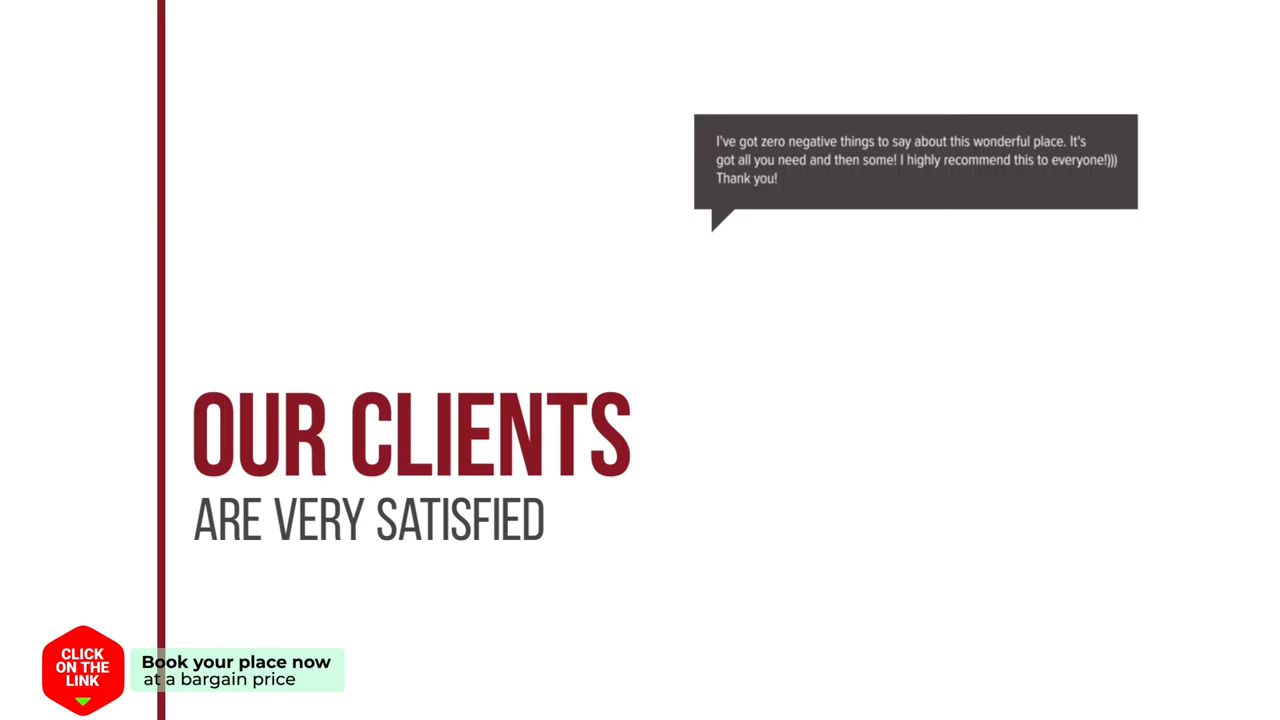 I've got zero negative things to say about this wonderful place. It's
got all you need and then some! I highly recommend this to everyone!)))
Thank you!
OUR CLIENTS
ARE VERY SATISFIED
CLICK
ON THE
LINK
Book your place now
at a bargain price